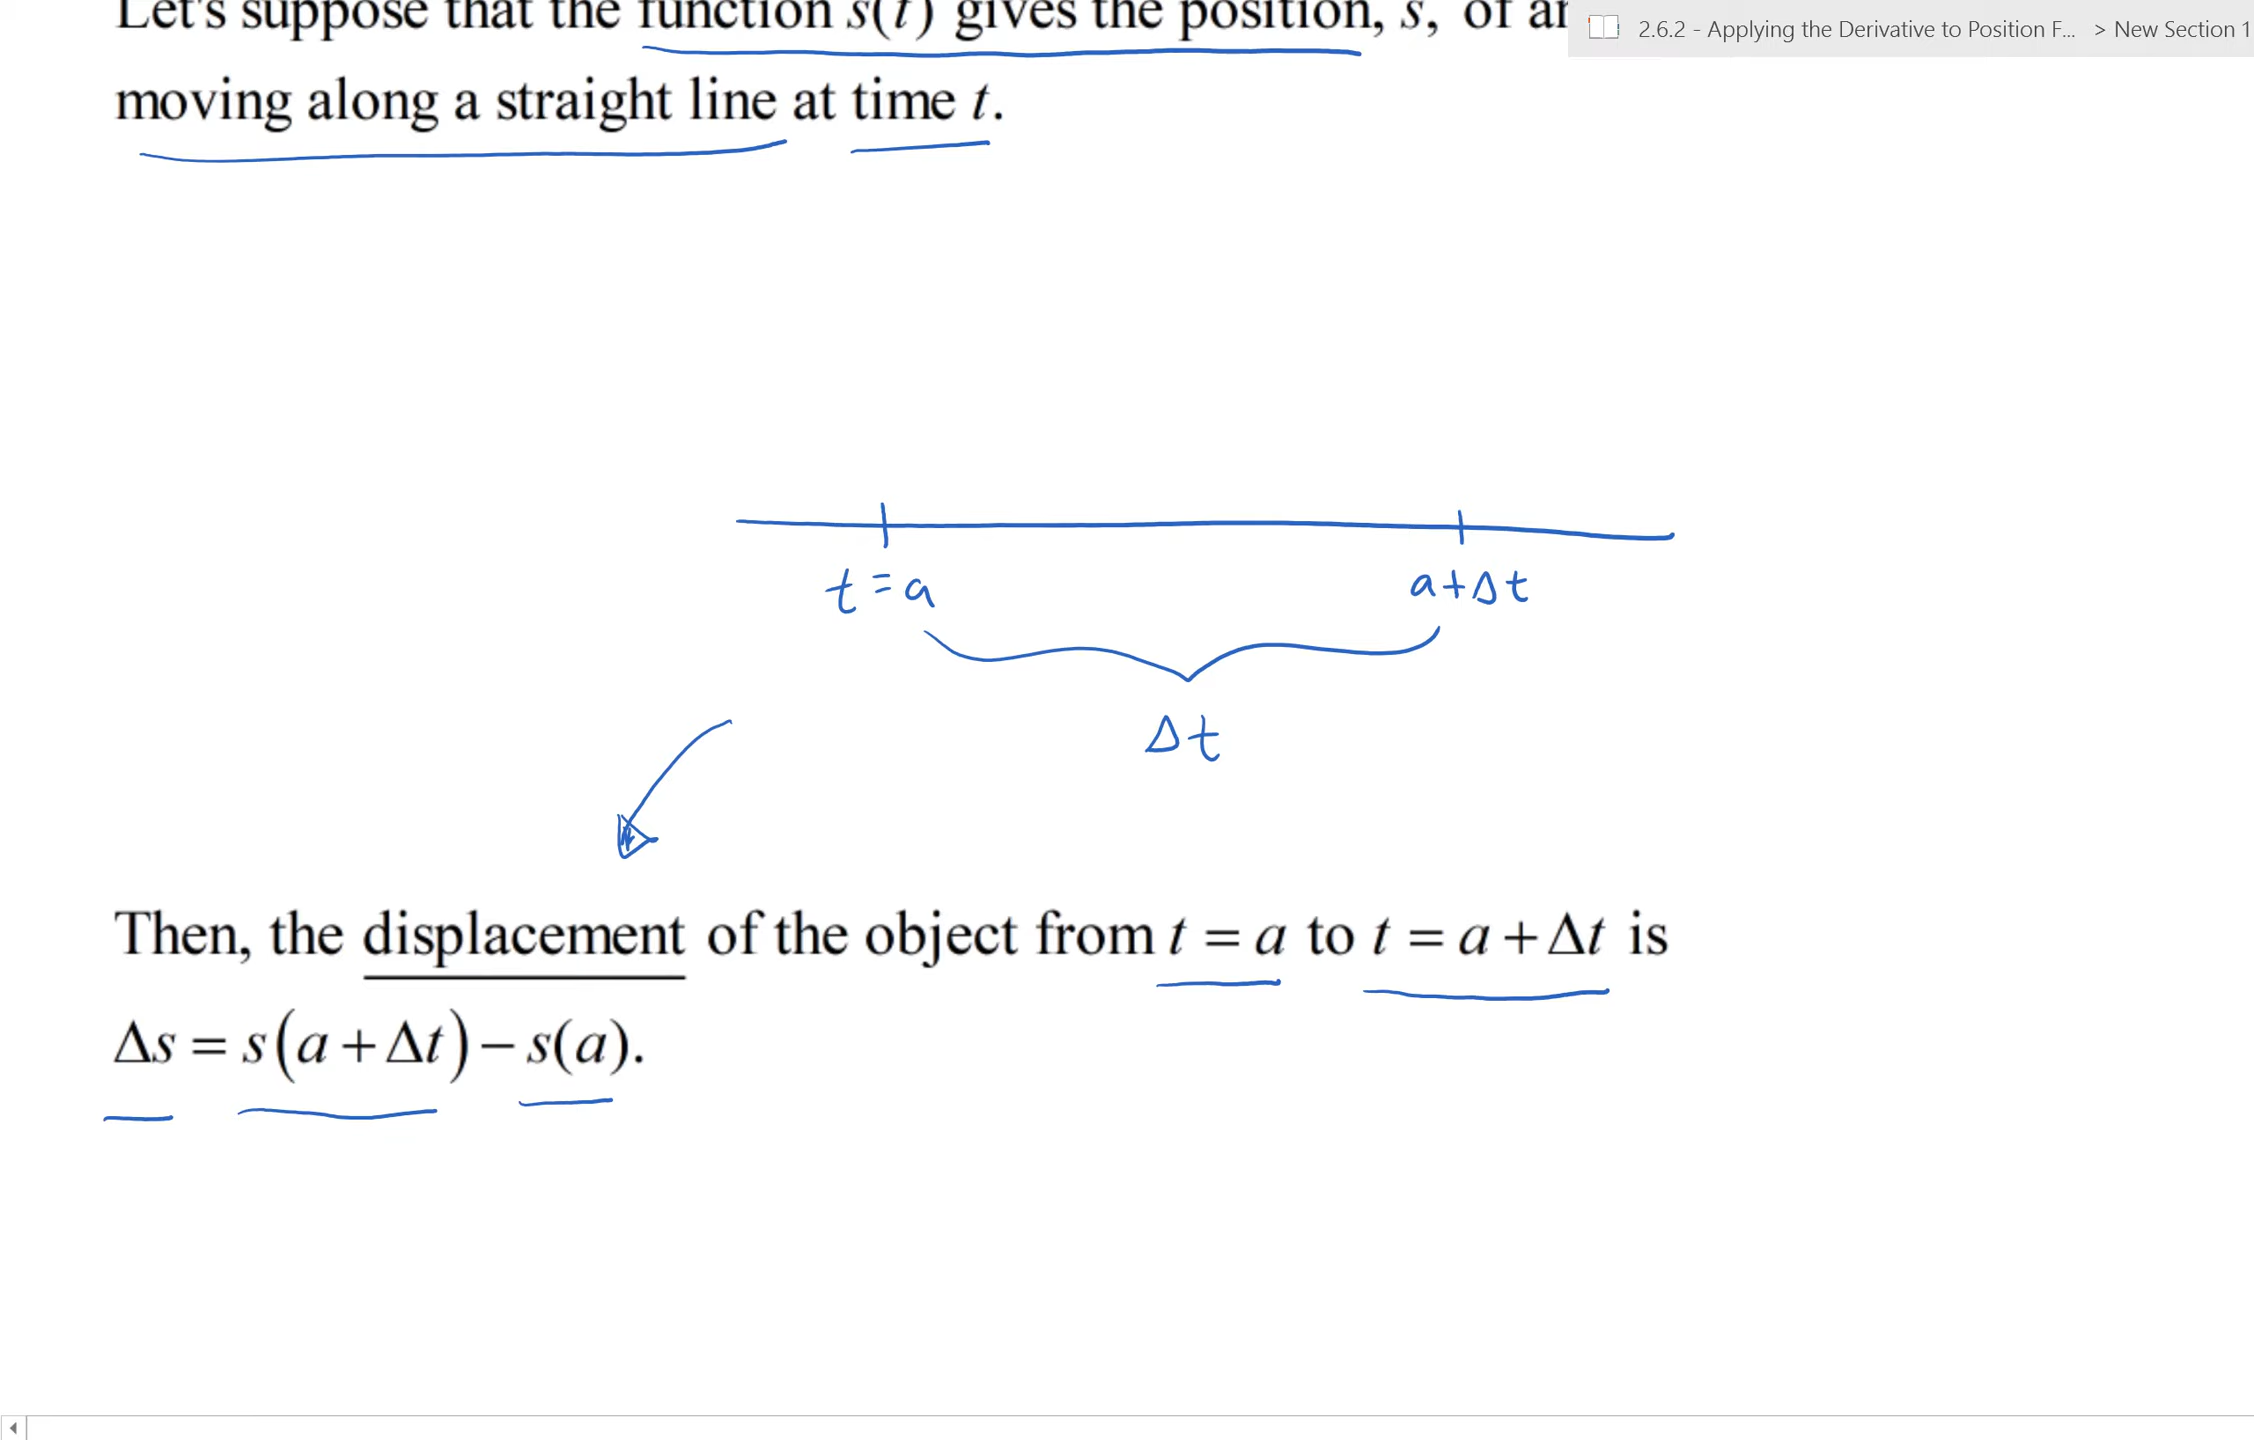 Let's suppose that the function s(t) gives the position, s, of an
2.6.2 - Applying the Derivative to Position F... > New Section 1
moving along a straight line at time t.
t = a
a+Δt
Δt
Then, the displacement of the object from t = a to t = a + Δt is
Δs = s(a + Δt) − s(a).